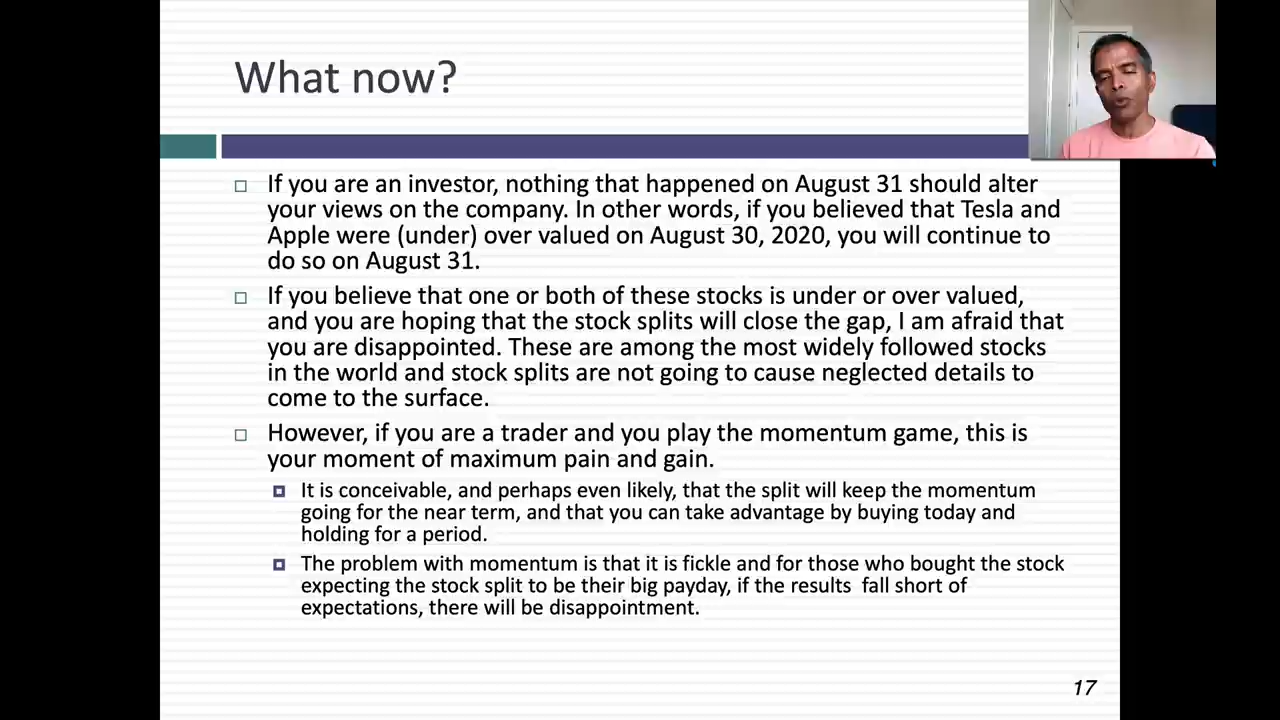 What now?
If you are an investor, nothing that happened on August 31 should alter
your views on the company. In other words, if you believed that Tesla and
Apple were (under) over valued on August 30, 2020, you will continue to
do so on August 31.
If you believe that one or both of these stocks is under or over valued,
and you are hoping that the stock splits will close the gap, I am afraid that
you are disappointed. These are among the most widely followed stocks
in the world and stock splits are not going to cause neglected details to
come to the surface.
However, if you are a trader and you play the momentum game, this is
your moment of maximum pain and gain.
It is conceivable, and perhaps even likely, that the split will keep the momentum
going for the near term, and that you can take advantage by buying today and
holding for a period.
The problem with momentum is that it is fickle and for those who bought the stock
expecting the stock split to be their big payday, if the results fall short of
expectations, there will be disappointment.
17